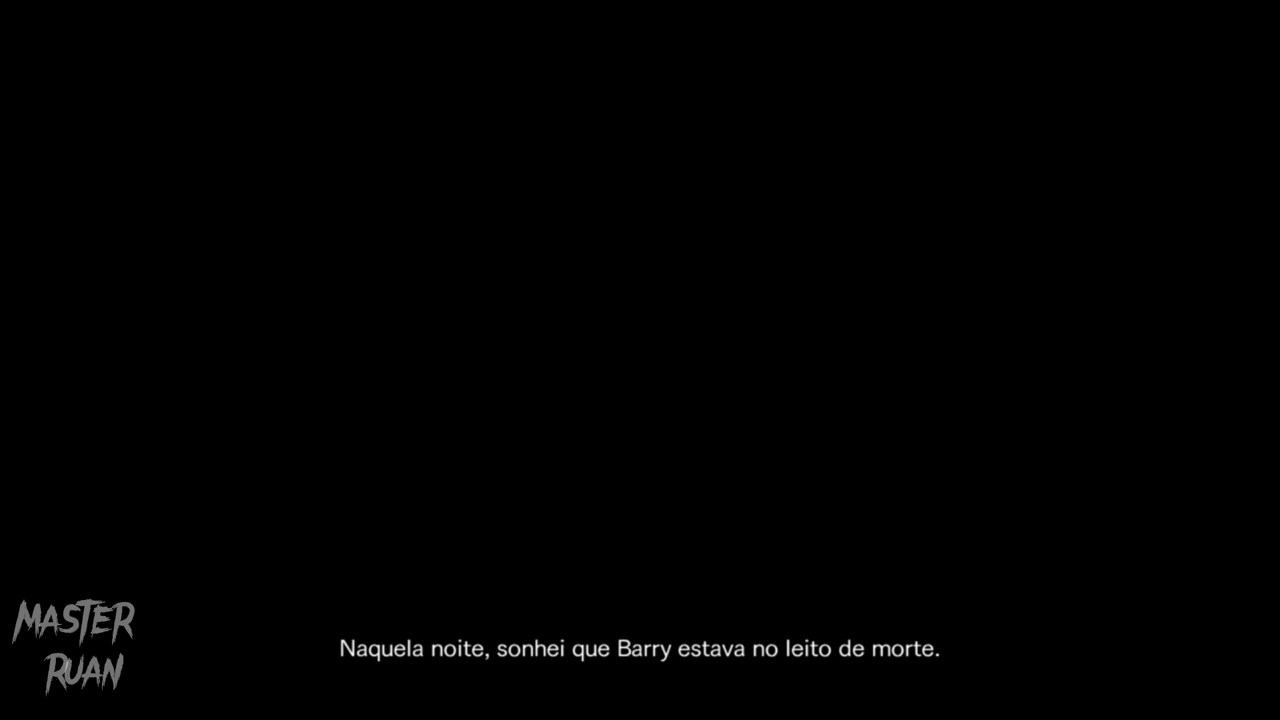 MASTER
RUAN
Naquela noite, sonhei que Barry estava no leito de morte.